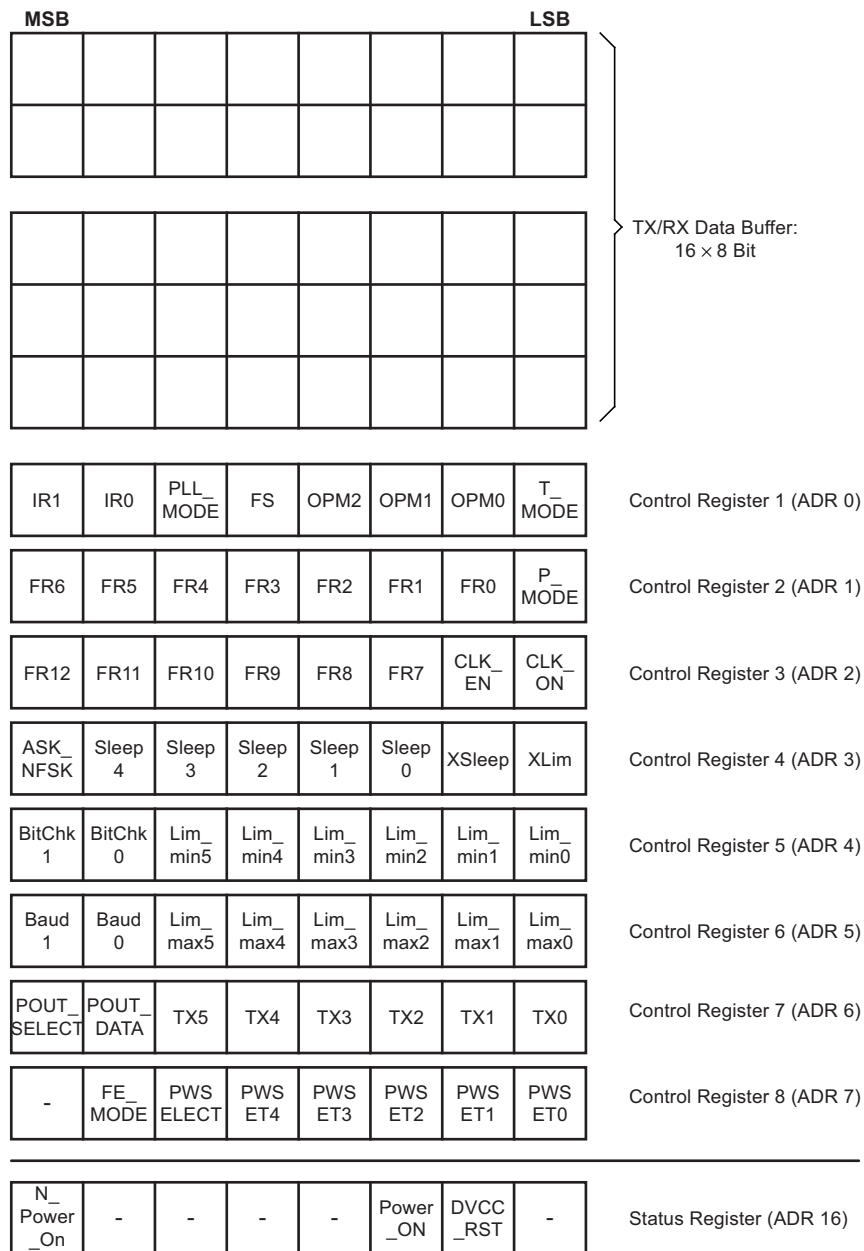 MSB LSB
TX/RX Data Buffer:
16 × 8 Bit
IR1 IR0 PLL_ MODE FS OPM2 OPM1 OPM0 T_ MODE Control Register 1 (ADR 0)
FR6 FR5 FR4 FR3 FR2 FR1 FR0 P_ MODE Control Register 2 (ADR 1)
FR12 FR11 FR10 FR9 FR8 FR7 CLK_ EN CLK_ ON Control Register 3 (ADR 2)
ASK_ NFSK Sleep 4 Sleep 3 Sleep 2 Sleep 1 Sleep 0 XSleep XLim Control Register 4 (ADR 3)
BitChk 1 BitChk 0 Lim_ min5 Lim_ min4 Lim_ min3 Lim_ min2 Lim_ min1 Lim_ min0 Control Register 5 (ADR 4)
Baud 1 Baud 0 Lim_ max5 Lim_ max4 Lim_ max3 Lim_ max2 Lim_ max1 Lim_ max0 Control Register 6 (ADR 5)
POUT_ SELECT POUT_ DATA TX5 TX4 TX3 TX2 TX1 TX0 Control Register 7 (ADR 6)
- FE_ MODE PWS ELECT PWS ET4 PWS ET3 PWS ET2 PWS ET1 PWS ET0 Control Register 8 (ADR 7)
N_ Power _On - - - - Power _ON DVCC _RST - Status Register (ADR 16)